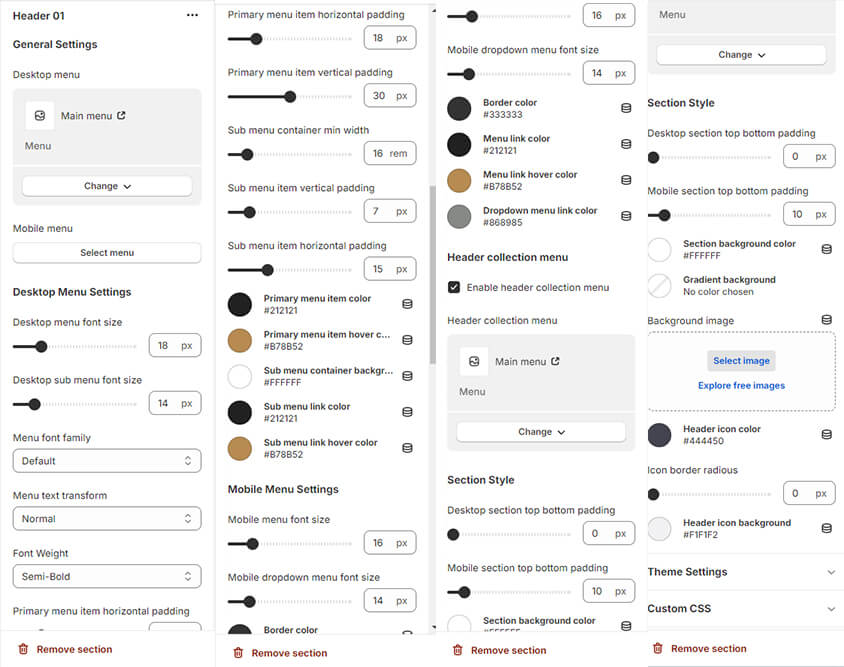 Header 01
General Settings
Desktop menu
Main menu
Menu
Change
Mobile menu
Select menu
Desktop Menu Settings
Desktop menu font size
18 px
Desktop sub menu font size
14 px
Menu font family
Default
Menu text transform
Normal
Font Weight
Semi-Bold
Primary menu item horizontal padding
Remove section
Primary menu item horizontal padding
18 px
Primary menu item vertical padding
30 px
Sub menu container min width
16 rem
Sub menu item vertical padding
7 px
Sub menu item horizontal padding
15 px
Primary menu item color
#212121
Primary menu item hover c...
#B78B52
Sub menu container backgr...
#FFFFFF
Sub menu link color
#212121
Sub menu link hover color
#B78B52
Mobile Menu Settings
Mobile menu font size
16 px
Mobile dropdown menu font size
14 px
Border color
Remove section
16 px
Mobile dropdown menu font size
14 px
Border color
#333333
Menu link color
#212121
Menu link hover color
#B78B52
Dropdown menu link color
#868985
Header collection menu
Enable header collection menu
Header collection menu
Main menu
Menu
Change
Section Style
Desktop section top bottom padding
0 px
Mobile section top bottom padding
10 px
Section background color
#FFFFFF
Remove section
Menu
Change
Section Style
Desktop section top bottom padding
0 px
Mobile section top bottom padding
10 px
Section background color
#FFFFFF
Gradient background
No color chosen
Background image
Select image
Explore free images
Header icon color
#444450
Icon border radious
0 px
Header icon background
#F1F1F2
Theme Settings
Custom CSS
Remove section